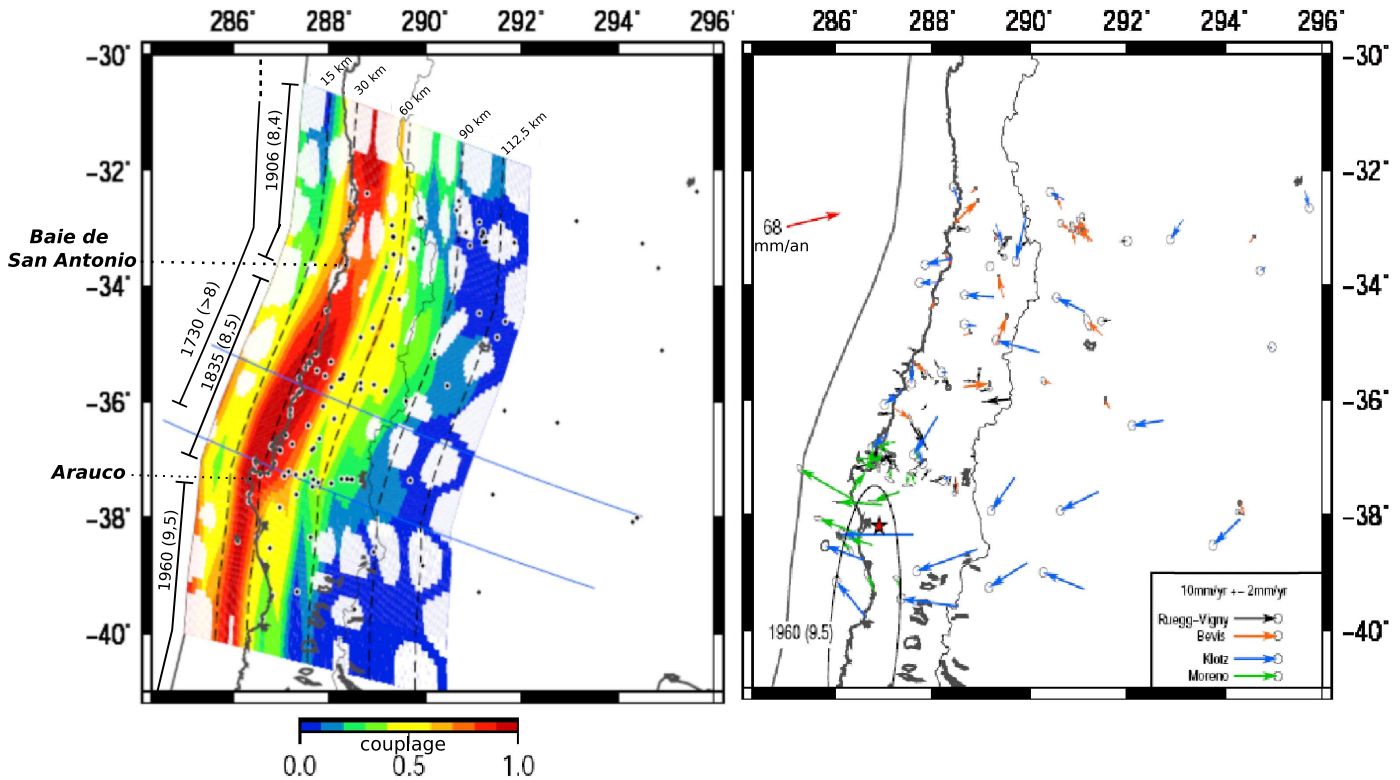 286° 288° 290° 292° 294° 296°
−30°
−32°
−34°
−36°
−38°
−40°
15 km
30 km
60 km
90 km
112,5 km
1906 (8,4)
Baie de
San Antonio
1730 (>8)
1835 (8,5)
Arauco
1960 (9,5)
couplage
0.0 0.5 1.0
286° 288° 290° 292° 294° 296°
−30°
−32°
−34°
−36°
−38°
−40°
68
mm/an
1960 (9.5)
10mm/yr +− 2mm/yr
Ruegg−Vigny
Bevis
Klotz
Moreno